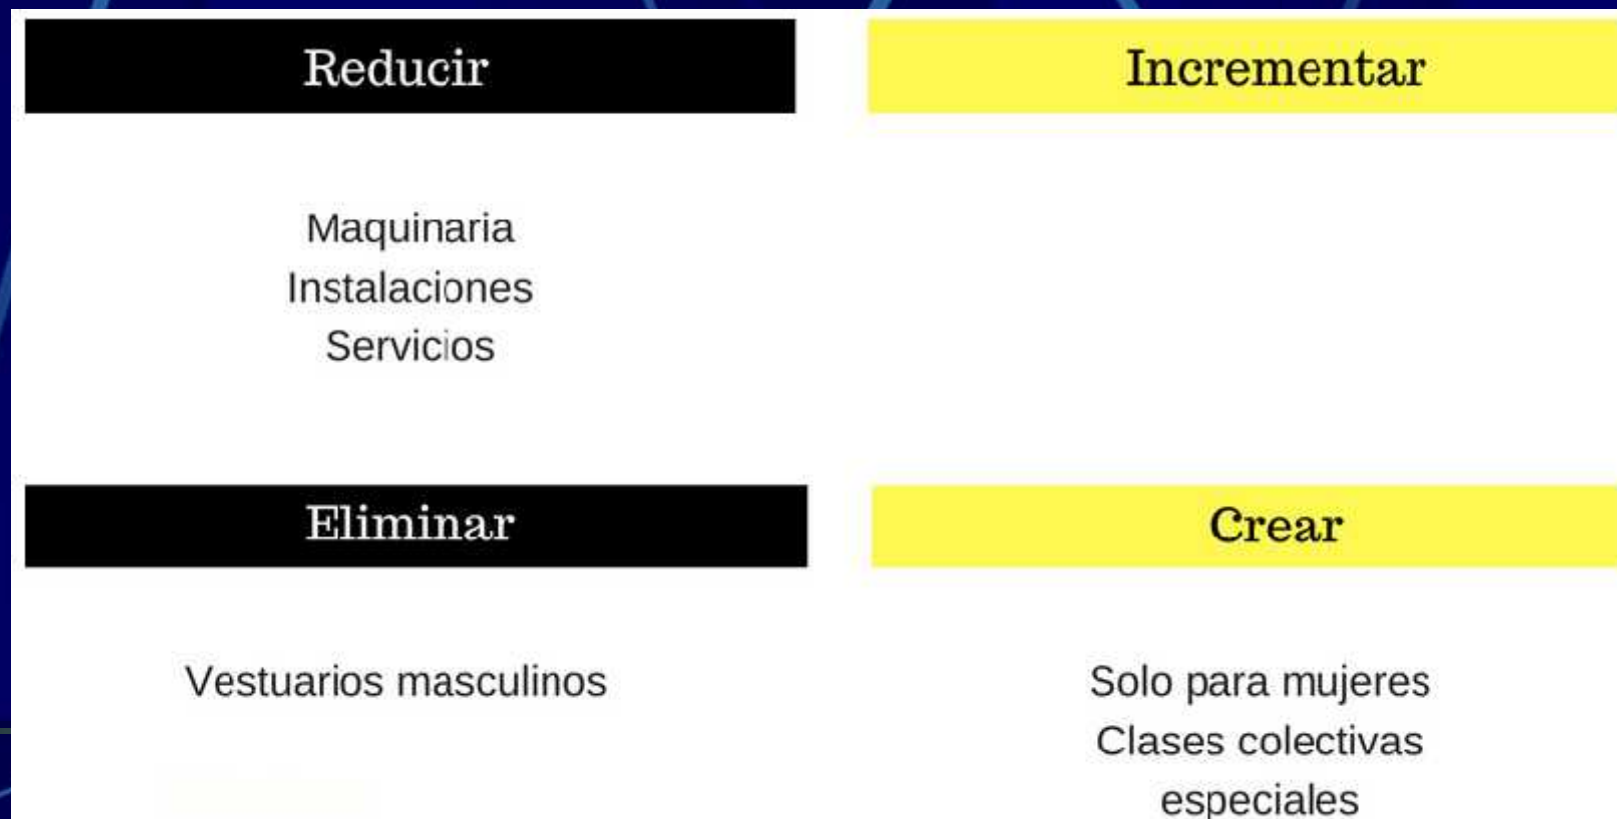 Reducir
Incrementar
Maquinaria
Instalaciones
Servicios
Eliminar
Crear
Vestuarios masculinos
Solo para mujeres
Clases colectivas
especiales